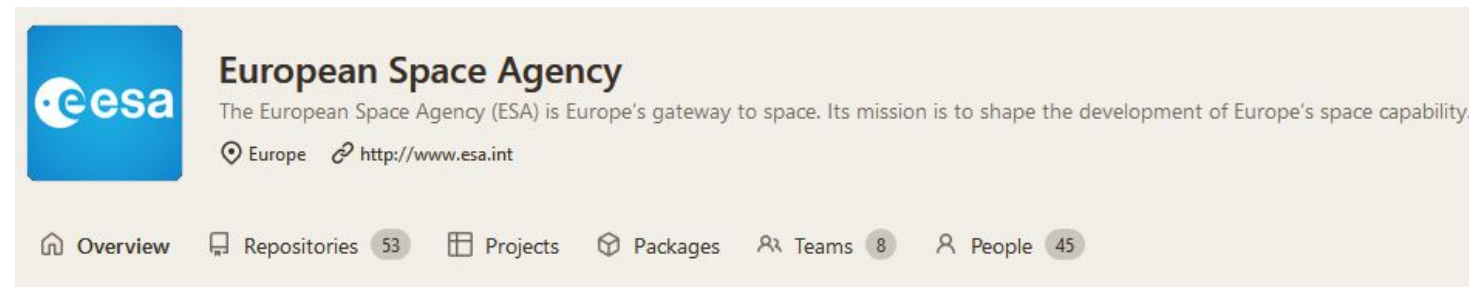 esa
European Space Agency
The European Space Agency (ESA) is Europe's gateway to space. Its mission is to shape the development of Europe's space capability.
Europe http://www.esa.int
Overview Repositories 53 Projects Packages Teams 8 People 45